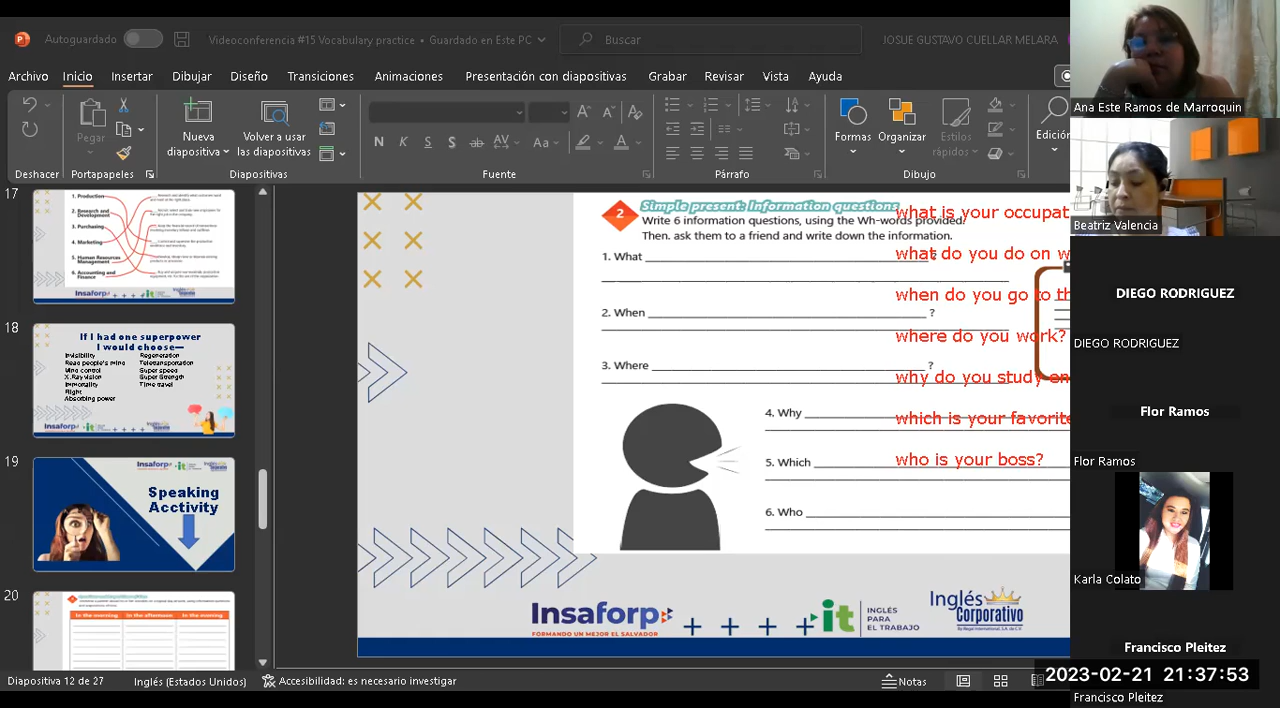 Autoguardado
Videoconferencia #15 Vocabulary practice • Guardado en Este PC
Buscar
JOSUE GUSTAVO CUELLAR MELARA
Archivo Inicio Insertar Dibujar Diseño Transiciones Animaciones Presentación con diapositivas Grabar Revisar Vista Ayuda
Pegar
Nueva diapositiva
Volver a usar las diapositivas
Formas
Organizar
Estilos rápidos
Edición
Deshacer Portapapeles Diapositivas Fuente Párrafo Dibujo
17
1. Production
2. Research and Development
3. Purchasing
4. Marketing
5. Human Resources Management
6. Accounting and Finance
Insaforp
18
If I had one superpower
I would choose—
Invisibility
Read people's mind
Mind control
X.Ray vision
Immortality
Flight
Absorbing power
Regeneration
Teletransportation
Super speed
Super Strength
Time travel
Insaforp
19
Insaforp
Speaking
Acctivity
20
In the morning In the afternoon In the evening
2
Simple present: Information questions
Write 6 information questions, using the Wh-words provided.
Then, ask them to a friend and write down the information.
1. What ?
2. When ?
3. Where ?
4. Why
5. Which
6. Who
what is your occupat
what do you do on w
when do you go to th
where do you work?
why do you study en
which is your favorite
who is your boss?
Insaforp
FORMANDO UN MEJOR EL SALVADOR
it
INGLÉS
PARA
EL TRABAJO
Inglés
Corporativo
Ana Este Ramos de Marroquin
Beatriz Valencia
DIEGO RODRIGUEZ
DIEGO RODRIGUEZ
Flor Ramos
Flor Ramos
Karla Colato
Francisco Pleitez
2023-02-21 21:37:53
Francisco Pleitez
Diapositiva 12 de 27
Inglés (Estados Unidos)
Accesibilidad: es necesario investigar
Notas